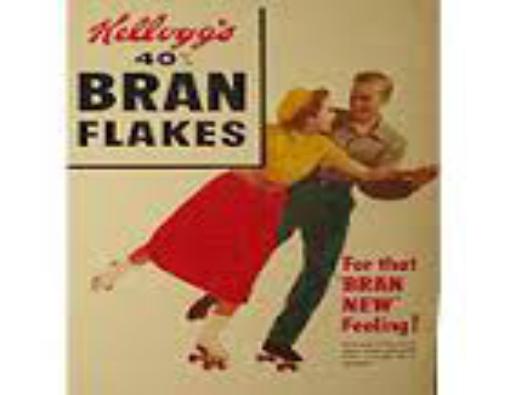 Kellogg's
40%
BRAN
FLAKES
For that
"BRAN
NEW"
Feeling!